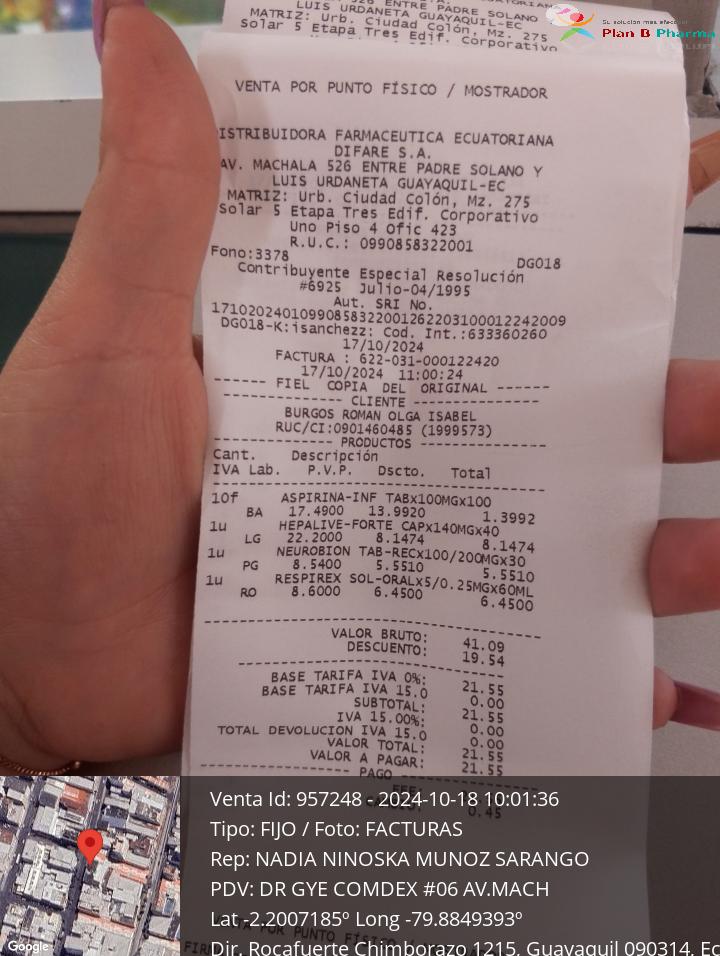 LUIS URDANETA GUAYAQUIL-EC
MATRIZ: Urb. Ciudad Colón, Mz. 275
Solar 5 Etapa Tres Edif. Corporativo
Su solución más efectiva
Plan B Pharma
VENTA POR PUNTO FÍSICO / MOSTRADOR
ISTRIBUIDORA FARMACEUTICA ECUATORIANA
DIFARE S.A.
AV. MACHALA 526 ENTRE PADRE SOLANO Y
LUIS URDANETA GUAYAQUIL-EC
MATRIZ: Urb. Ciudad Colón, Mz. 275
Solar 5 Etapa Tres Edif. Corporativo
Uno Piso 4 Ofic 423
R.U.C.: 0990858322001
Fono:3378 DG018
Contribuyente Especial Resolución
#6925 Julio-04/1995
Aut. SRI No.
1710202401099085832200126220310001224 2009
DG018-K:isanchezz: Cod. Int.:633360260
17/10/2024
FACTURA : 622-031-000122420
17/10/2024 11:00:24
------ FIEL COPIA DEL ORIGINAL ------
--------------- CLIENTE ---------------
BURGOS ROMAN OLGA ISABEL
RUC/CI:0901460485 (1999573)
-------------- PRODUCTOS --------------
Cant. Descripción
IVA Lab. P.V.P. Dscto. Total
10f ASPIRINA-INF TABx100MGx100
BA 17.4900 13.9920 1.3992
1u HEPALIVE-FORTE CAPx140MGx40
LG 22.2000 8.1474 8.1474
1u NEUROBION TAB-RECx100/200MGx30
PG 8.5400 5.5510 5.5510
1u RESPIREX SOL-ORALx5/0.25MGx60ML
RO 8.6000 6.4500 6.4500
VALOR BRUTO: 41.09
DESCUENTO: 19.54
BASE TARIFA IVA 0%: 21.55
BASE TARIFA IVA 15.0 0.00
SUBTOTAL: 21.55
IVA 15.00%: 0.00
TOTAL DEVOLUCION IVA 15.0 0.00
VALOR TOTAL: 21.55
VALOR A PAGAR: 21.55
---------------- PAGO ----------------
0.45
Venta Id: 957248 - 2024-10-18 10:01:36
Tipo: FIJO / Foto: FACTURAS
Rep: NADIA NINOSKA MUNOZ SARANGO
PDV: DR GYE COMDEX #06 AV.MACH
Lat -2.2007185º Long -79.8849393º
Dir. Rocafuerte Chimborazo 1215, Guayaquil 090314, Ec
Google